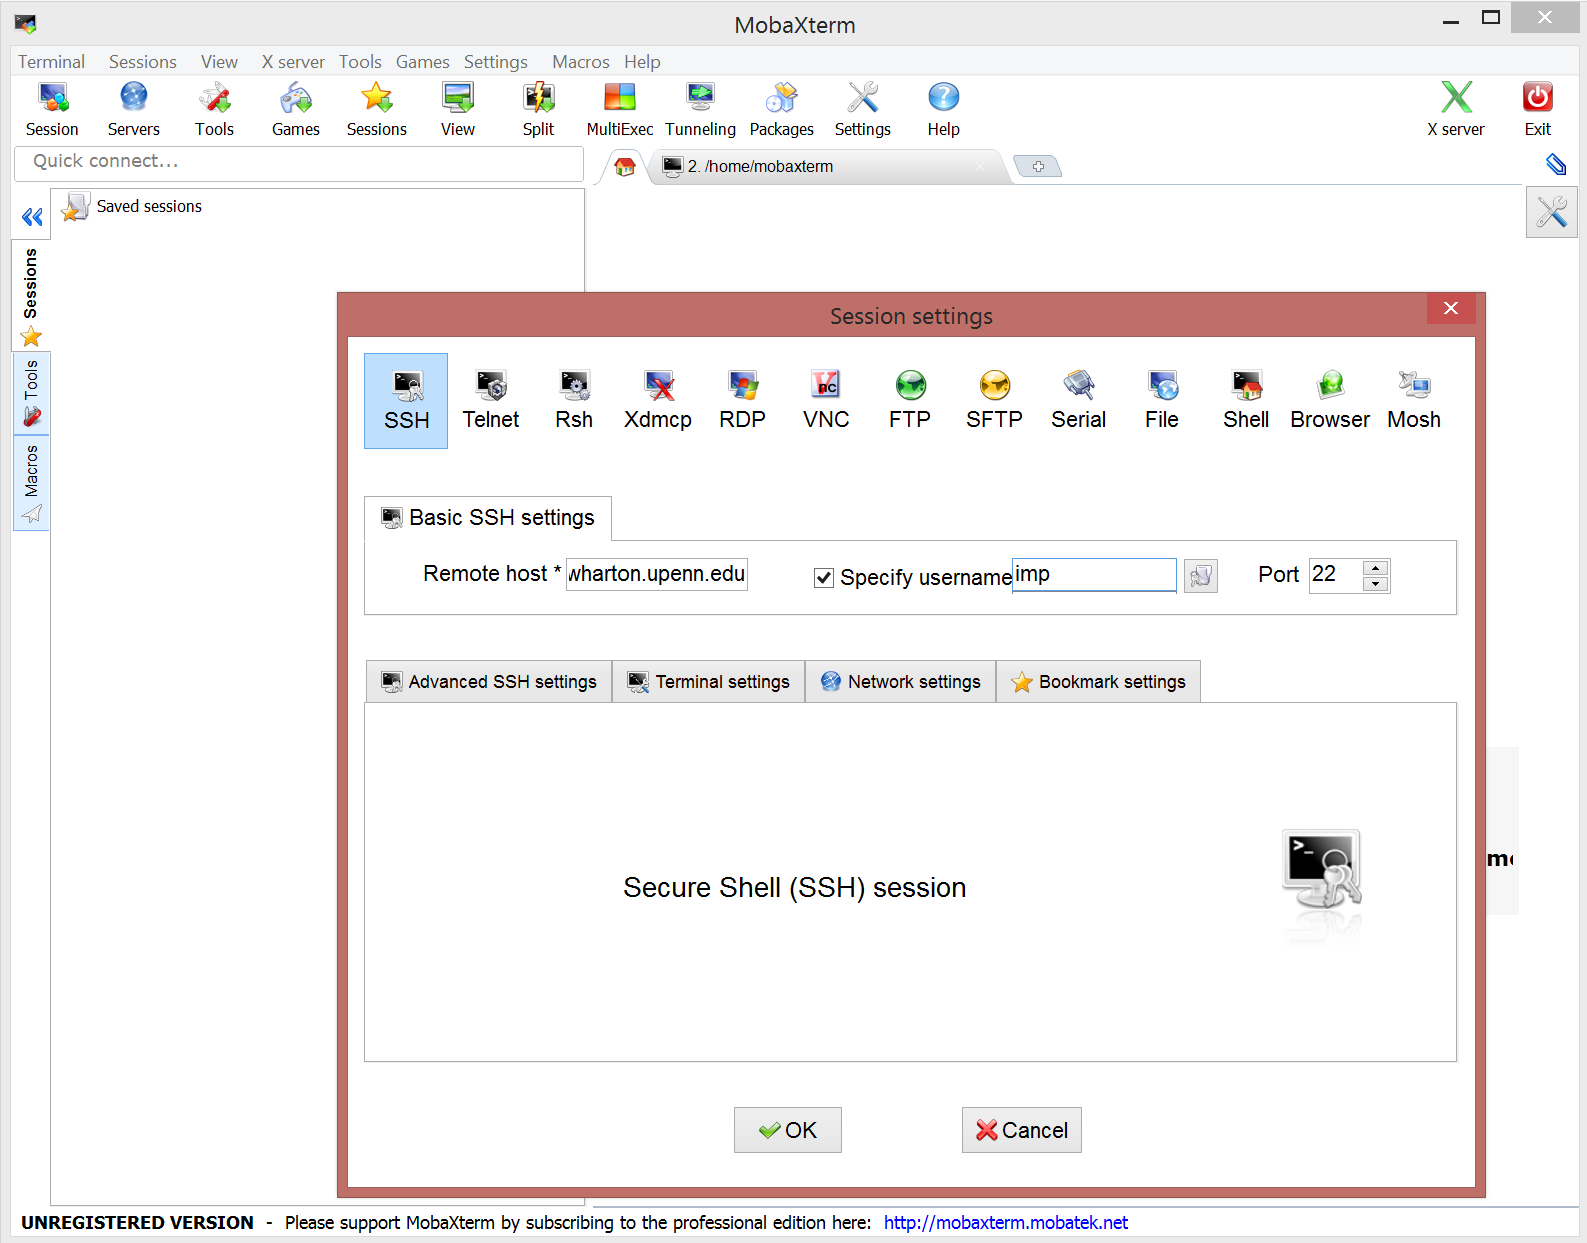 MobaXterm
Terminal Sessions View X server Tools Games Settings Macros Help
Session Servers Tools Games Sessions View Split MultiExec Tunneling Packages Settings Help X server Exit
Quick connect...
2. /home/mobaxterm
Saved sessions
Sessions
Tools
Macros
Session settings
SSH Telnet Rsh Xdmcp RDP VNC FTP SFTP Serial File Shell Browser Mosh
Basic SSH settings
Remote host * wharton.upenn.edu Specify username imp Port 22
Advanced SSH settings Terminal settings Network settings Bookmark settings
Secure Shell (SSH) session
OK Cancel
UNREGISTERED VERSION - Please support MobaXterm by subscribing to the professional edition here: http://mobaxterm.mobatek.net